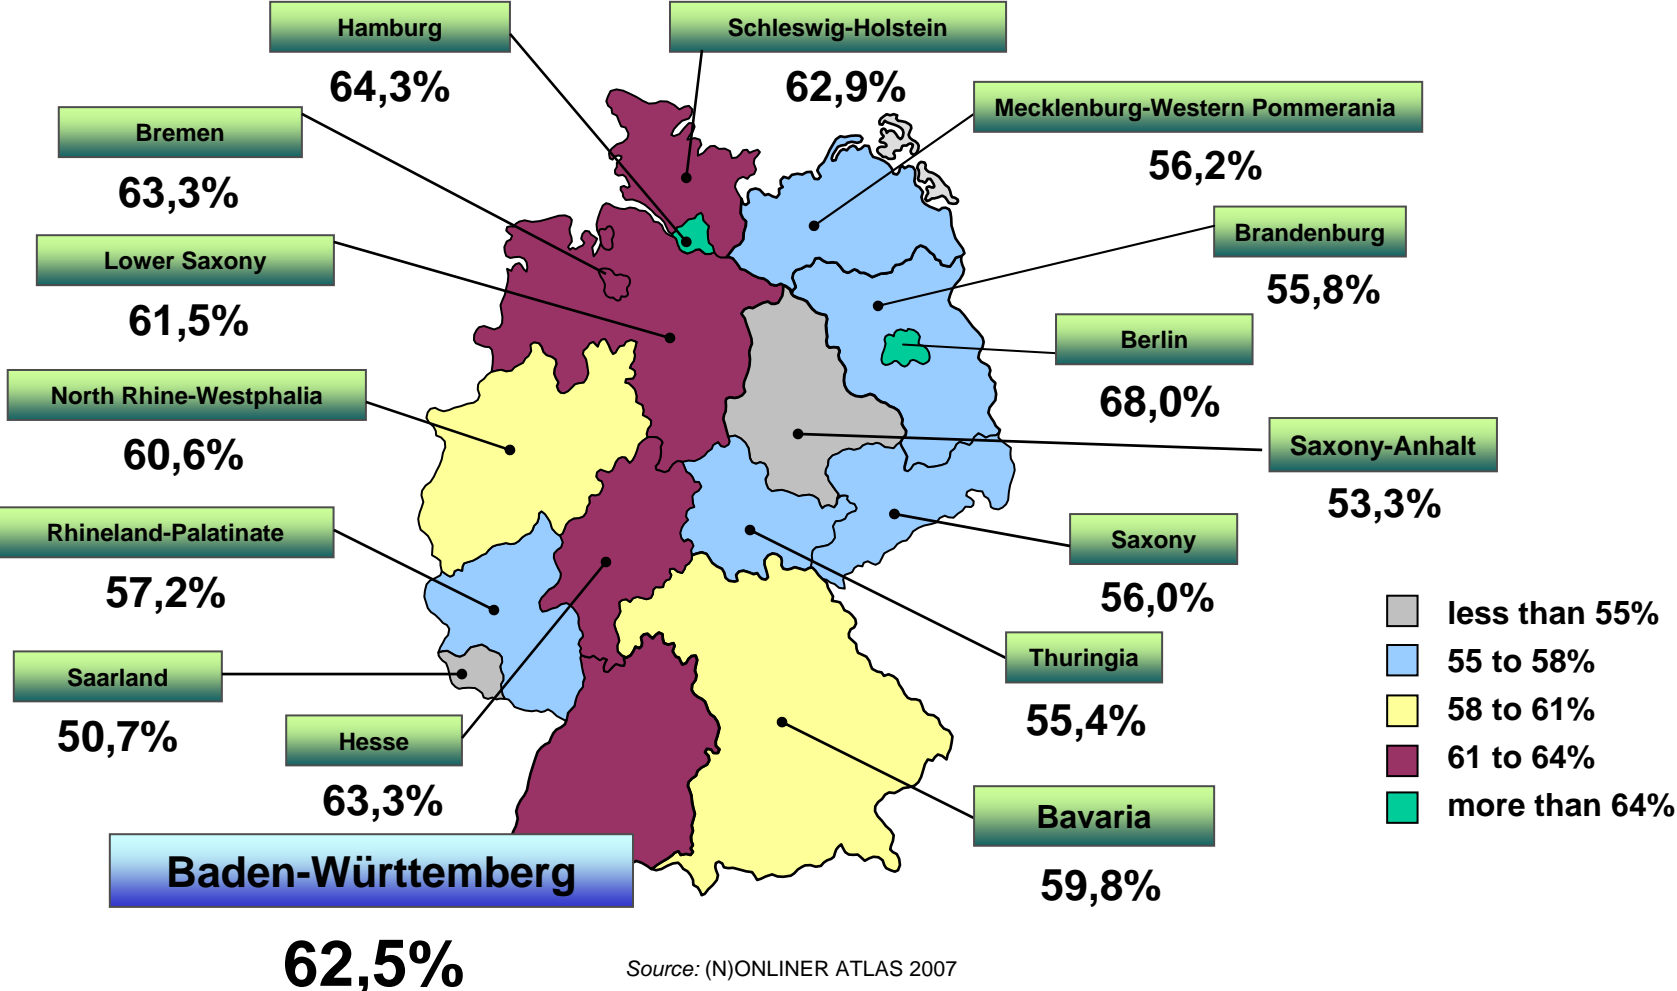 Hamburg
64,3%
Schleswig-Holstein
62,9%
Mecklenburg-Western Pommerania
56,2%
Bremen
63,3%
Brandenburg
55,8%
Lower Saxony
61,5%
Berlin
68,0%
North Rhine-Westphalia
60,6%
Saxony-Anhalt
53,3%
Rhineland-Palatinate
57,2%
Saxony
56,0%
Saarland
50,7%
Thuringia
55,4%
Hesse
63,3%
Bavaria
59,8%
Baden-Württemberg
62,5%
less than 55%
55 to 58%
58 to 61%
61 to 64%
more than 64%
Source: (N)ONLINER ATLAS 2007